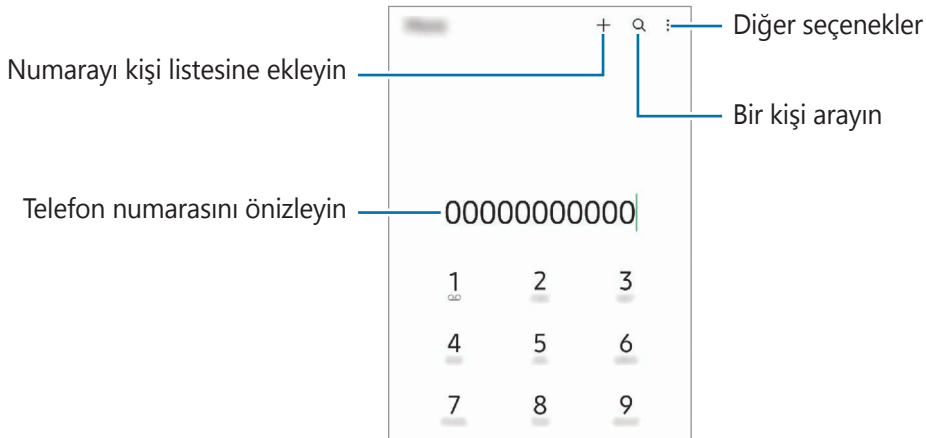 Diğer seçenekler
Numarayı kişi listesine ekleyin
Bir kişi arayın
Telefon numarasını önizleyin
00000000000
1 2 3
4 5 6
7 8 9